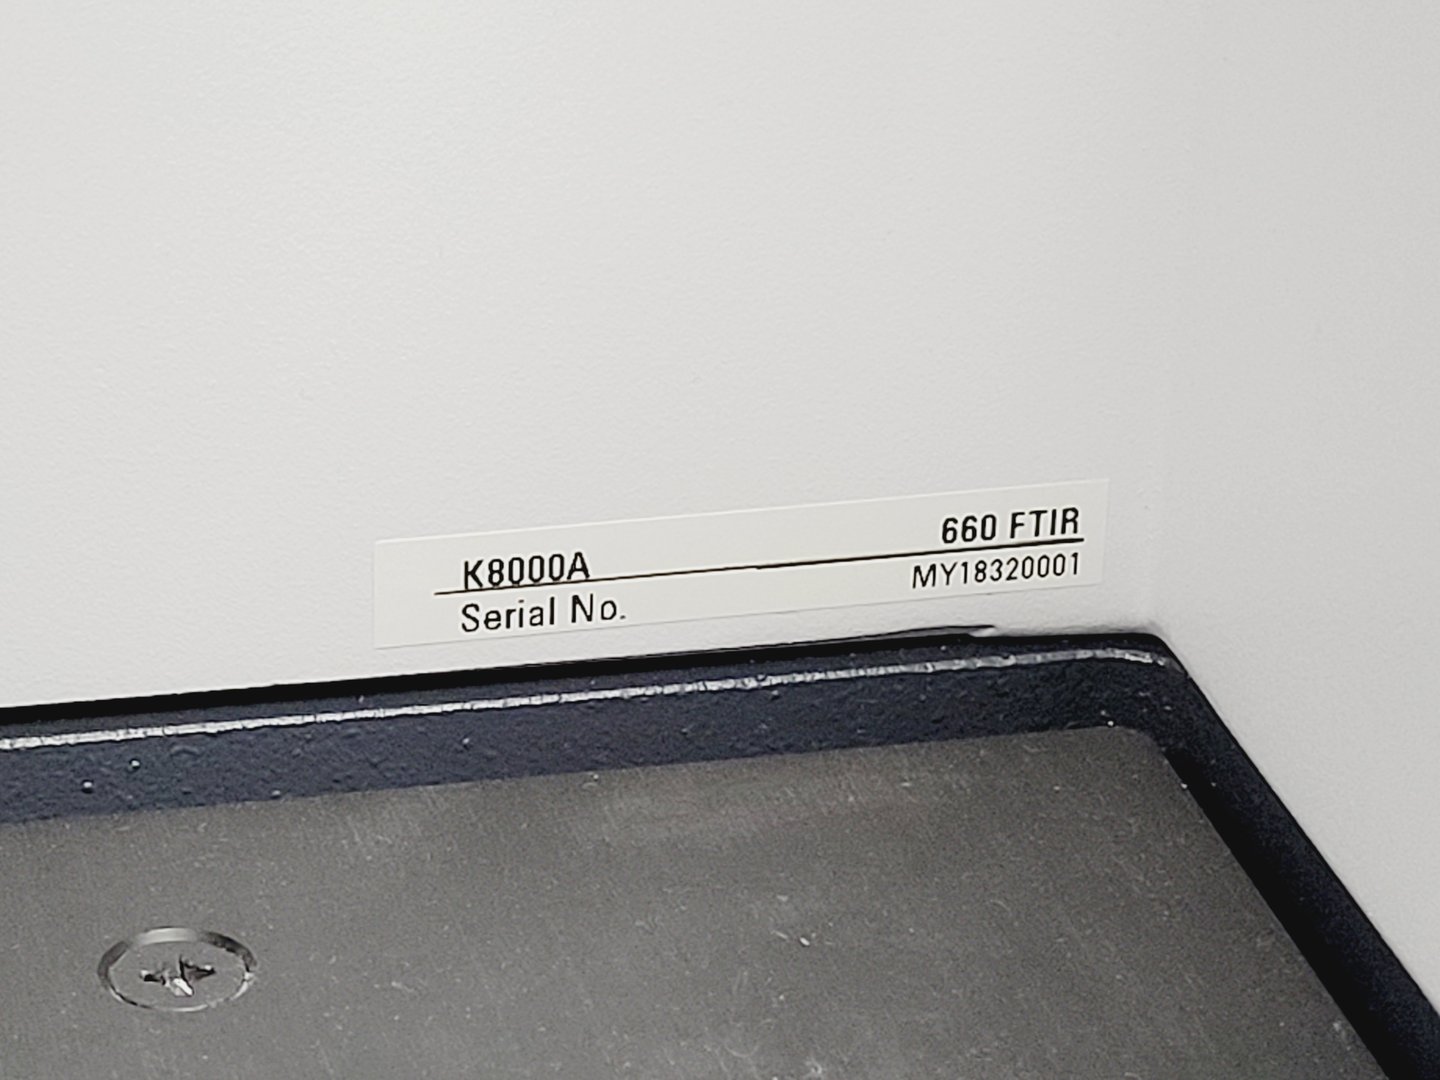 K8000A 660 FTIR
Serial No. MY18320001